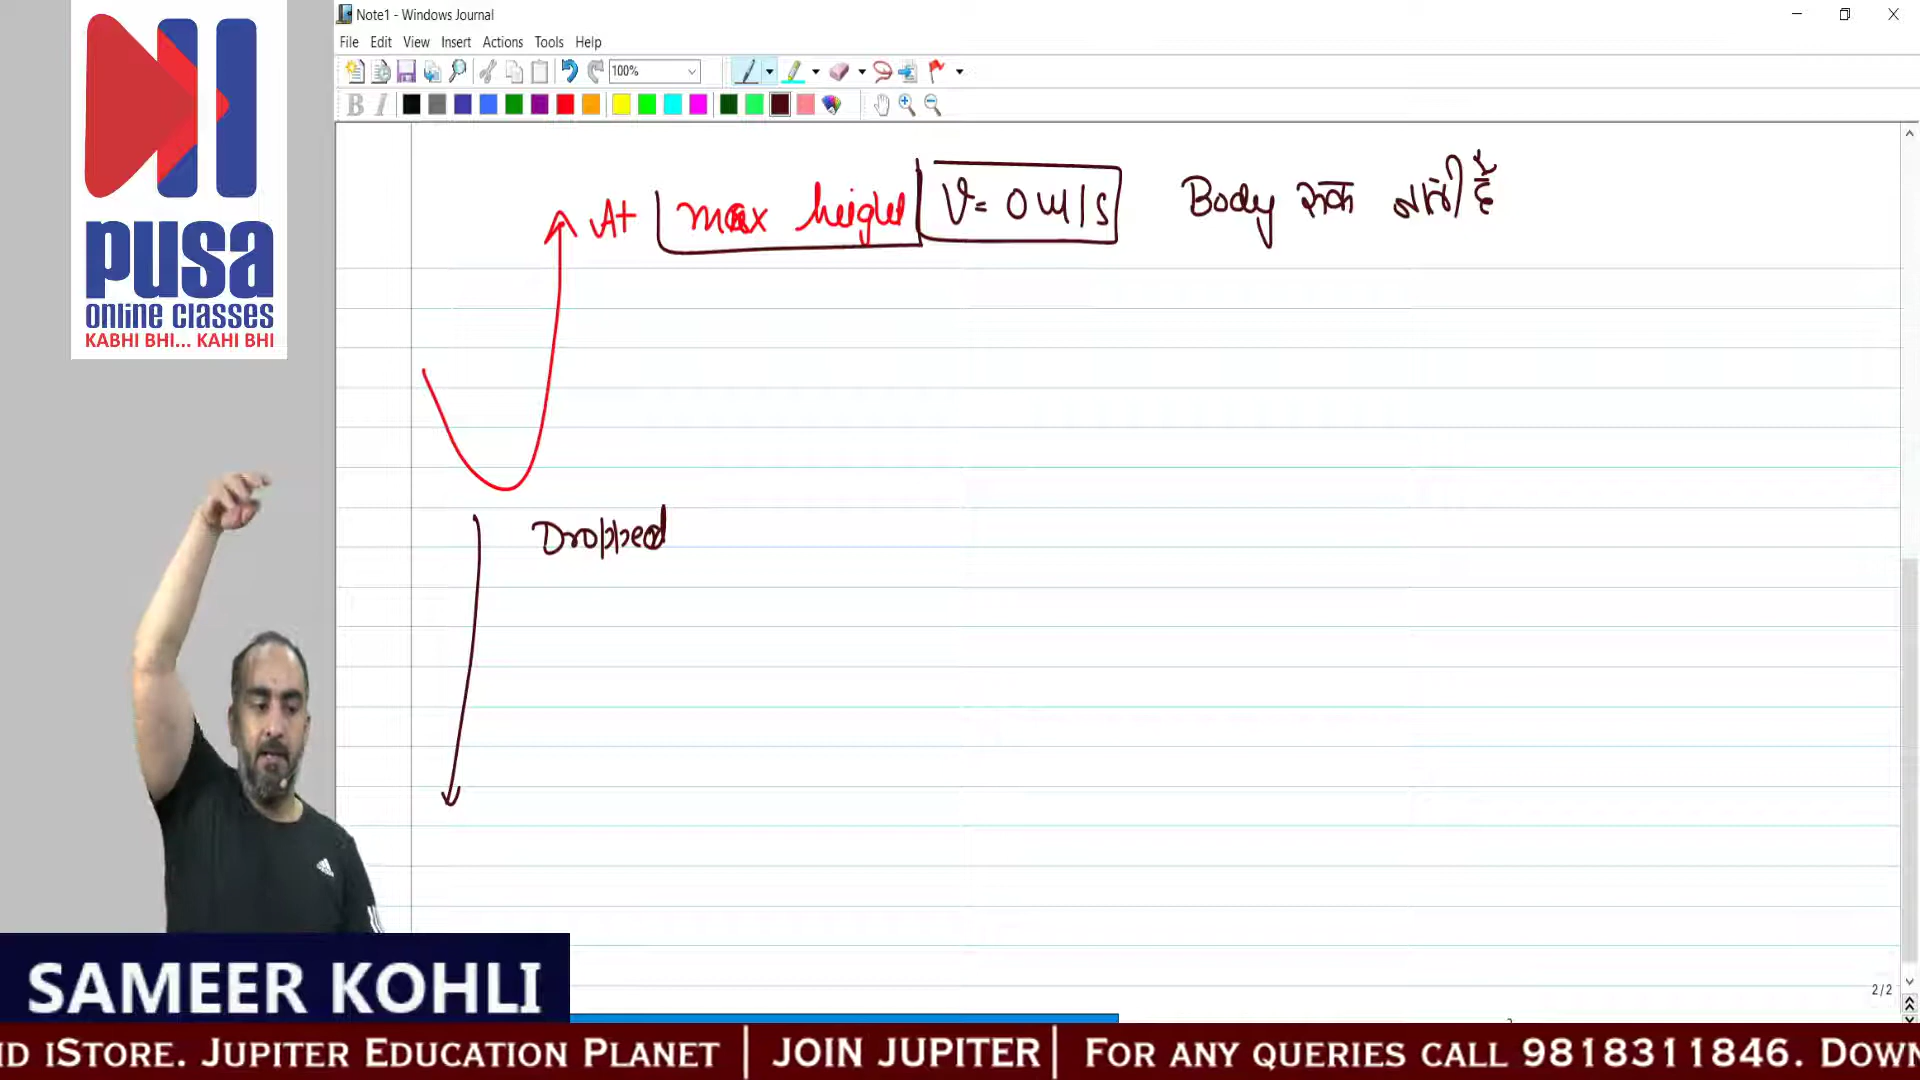 Note1 - Windows Journal
File Edit View Insert Actions Tools Help
100%
B I
pusa
online classes
KABHI BHI... KAHI BHI
At max height V= 0 m/s Body रुक जाती है
Dropped
2/2
SAMEER KOHLI
ID iStore. Jupiter Education Planet | JOIN JUPITER | For any queries call 9818311846. Down